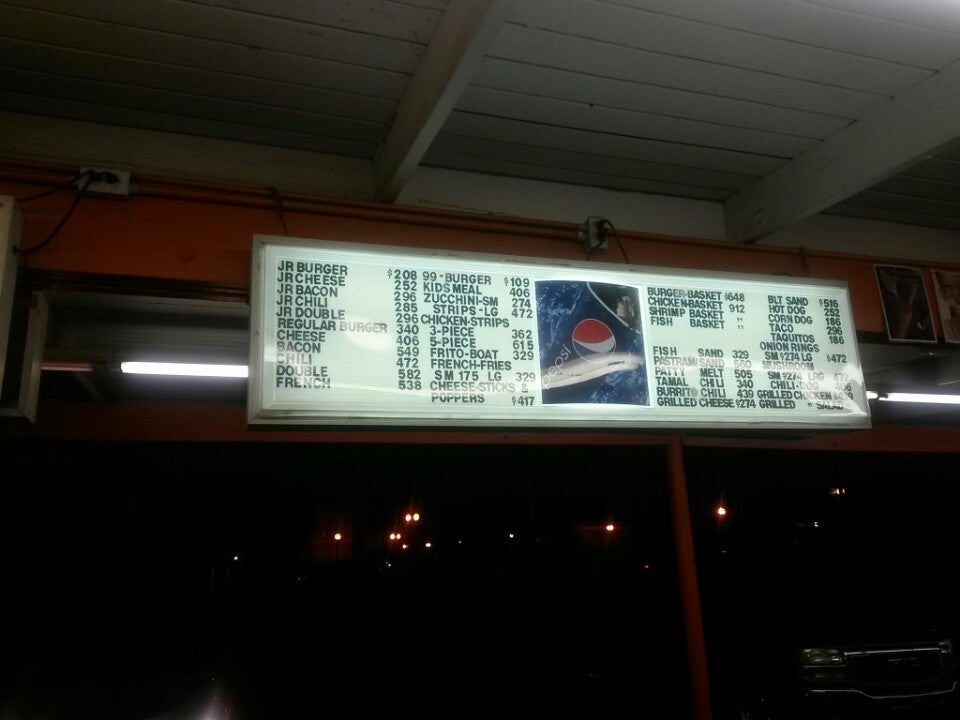 JR BURGER $208
JR CHEESE 252
JR BACON 296
JR CHILI 285
JR DOUBLE 296
REGULAR BURGER 340
CHEESE 406
BACON 549
CHILI 472
DOUBLE 582
FRENCH 538
99-BURGER $109
KIDS MEAL 406
ZUCCHINI-SM 274
STRIPS-LG 472
CHICKEN-STRIPS
3-PIECE 362
5-PIECE 615
FRITO-BOAT 329
FRENCH-FRIES
SM 175 LG 329
CHEESE-STICKS &
POPPERS $417
pepsi
BURGER-BASKET $648
CHICKEN-BASKET 912
SHRIMP BASKET "
FISH BASKET "
FISH SAND 329
PASTRAMI SAND
PATTY MELT 505
TAMAL CHILI 340
BURRITO CHILI 439
GRILLED CHEESE $274
BLT SAND $516
HOT DOG 252
CORN DOG 186
TACO 296
TAQUITOS 186
ONION RINGS
SM $274 LG $472
MUSHROOM
SM $274 LRG
CHILI-DOG
GRILLED CHICKEN
GRILLED " SALAD